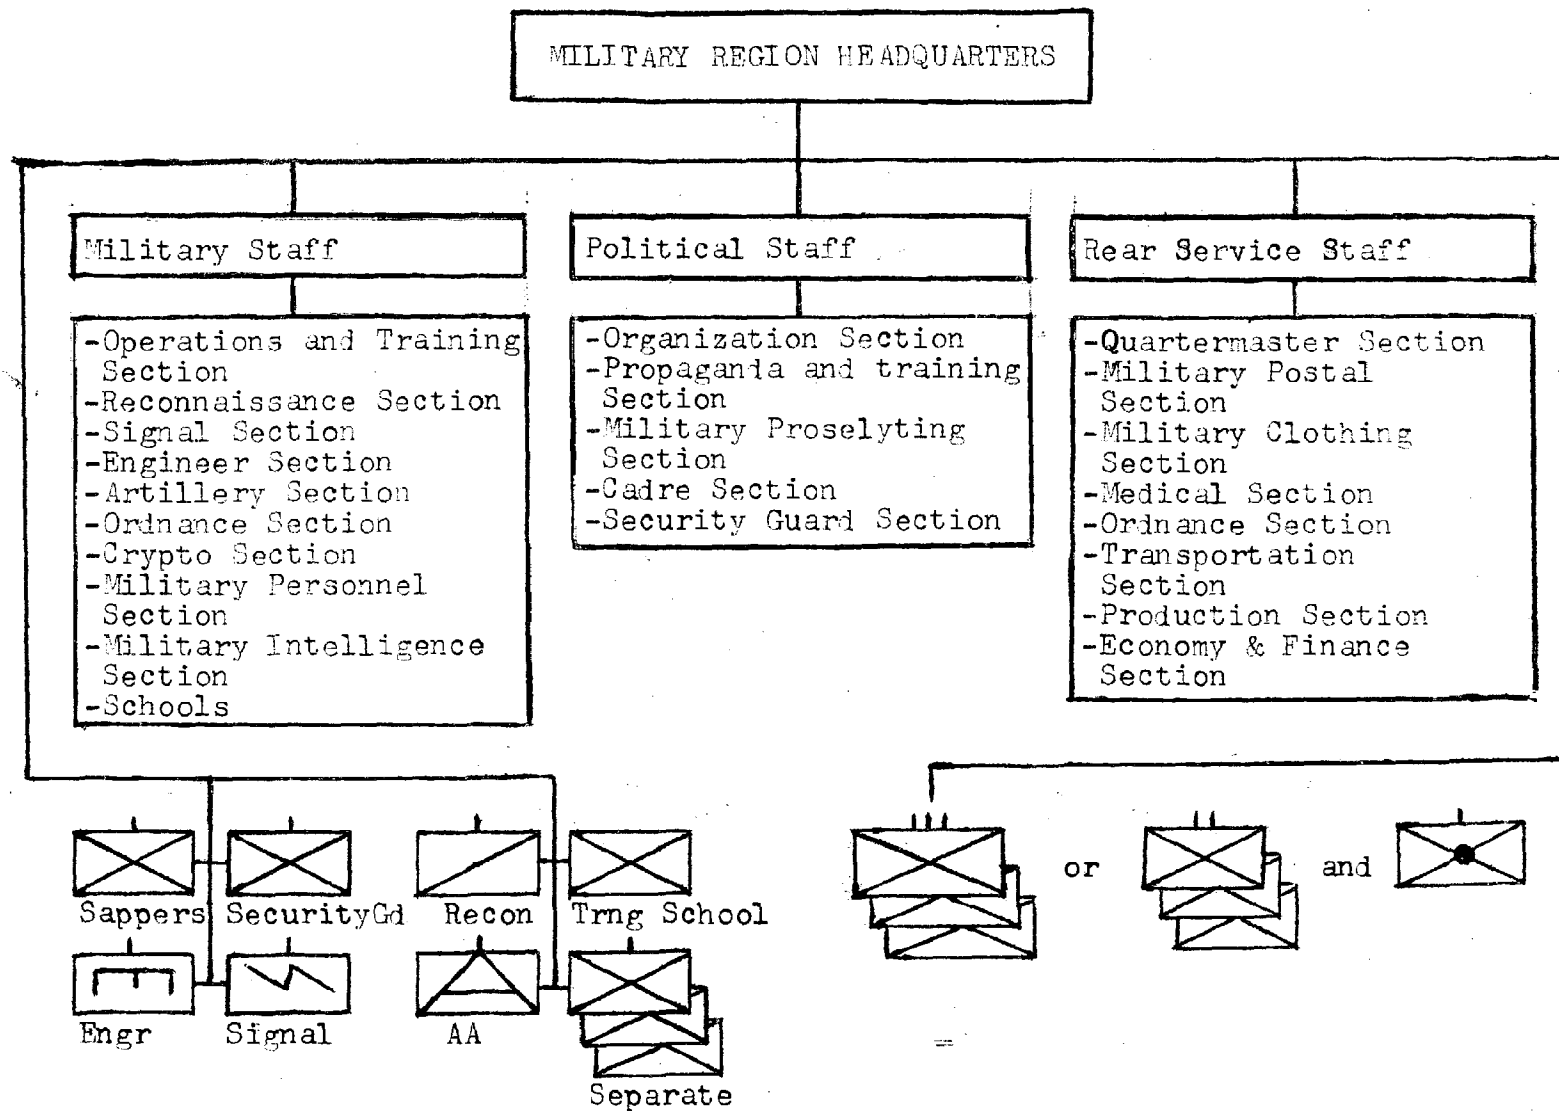 MILITARY REGION HEADQUARTERS
Military Staff
-Operations and Training
Section
-Reconnaissance Section
-Signal Section
-Engineer Section
-Artillery Section
-Ordnance Section
-Crypto Section
-Military Personnel
Section
-Military Intelligence
Section
-Schools
Political Staff
-Organization Section
-Propaganda and training
Section
-Military Proselyting
Section
-Cadre Section
-Security Guard Section
Rear Service Staff
-Quartermaster Section
-Military Postal
Section
-Military Clothing
Section
-Medical Section
-Ordnance Section
-Transportation
Section
-Production Section
-Economy & Finance
Section
Sappers
SecurityGd
Recon
Trng School
Engr
Signal
AA
Separate
or
and